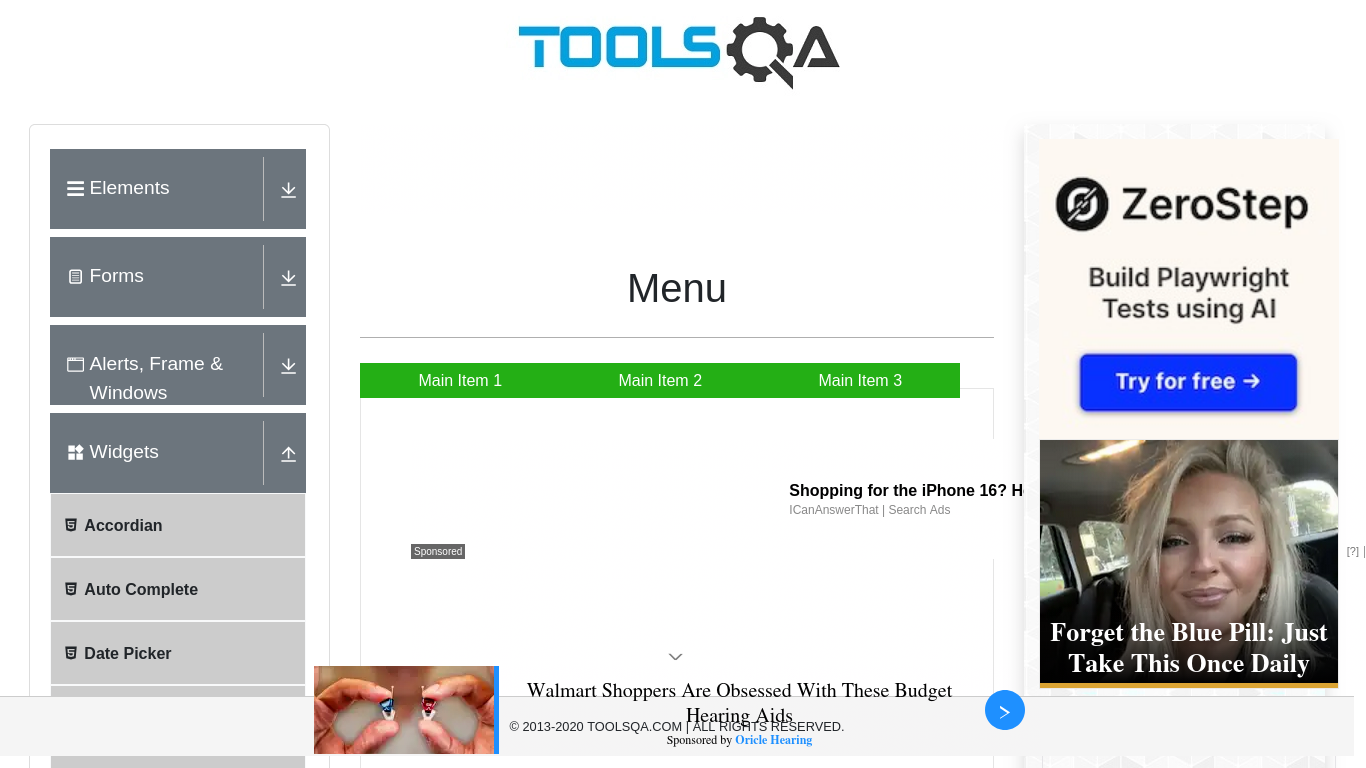 TOOLSQA
Elements
Forms
Alerts, Frame &
Windows
Widgets
Accordian
Auto Complete
Date Picker
Menu
Main Item 1
Main Item 2
Main Item 3
Shopping for the iPhone 16? H
ICanAnswerThat | Search Ads
Sponsored
ZeroStep
Build Playwright
Tests using AI
Try for free →
Forget the Blue Pill: Just
Take This Once Daily
[?] |
Walmart Shoppers Are Obsessed With These Budget
Hearing Aids
© 2013-2020 TOOLSQA.COM | ALL RIGHTS RESERVED.
Sponsored by Oricle Hearing